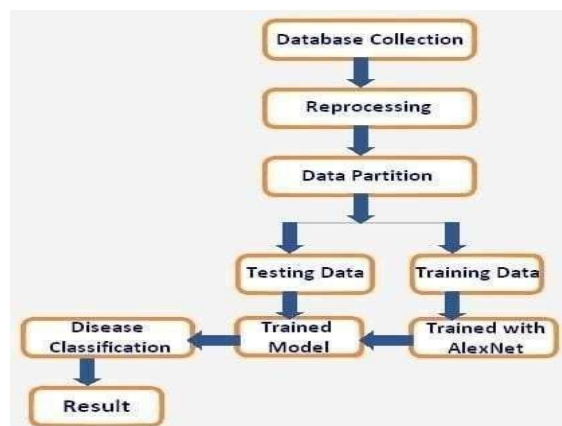 Database Collection
Reprocessing
Data Partition
Testing Data
Training Data
Disease
Classification
Trained
Model
Trained with
AlexNet
Result